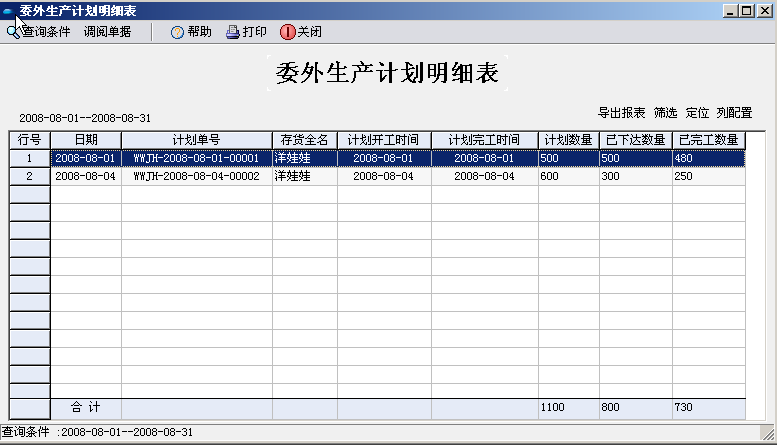 委外生产计划明细表
查询条件 调阅单据 帮助 打印 关闭
委外生产计划明细表
导出报表 筛选 定位 列配置
2008-08-01--2008-08-31
行号 日期 计划单号 存货全名 计划开工时间 计划完工时间 计划数量 已下达数量 已完工数量
1 2008-08-01 WWJH-2008-08-01-00001 洋娃娃 2008-08-01 2008-08-01 500 500 480
2 2008-08-04 WWJH-2008-08-04-00002 洋娃娃 2008-08-04 2008-08-04 600 300 250
合 计 1100 800 730
查询条件 :2008-08-01--2008-08-31